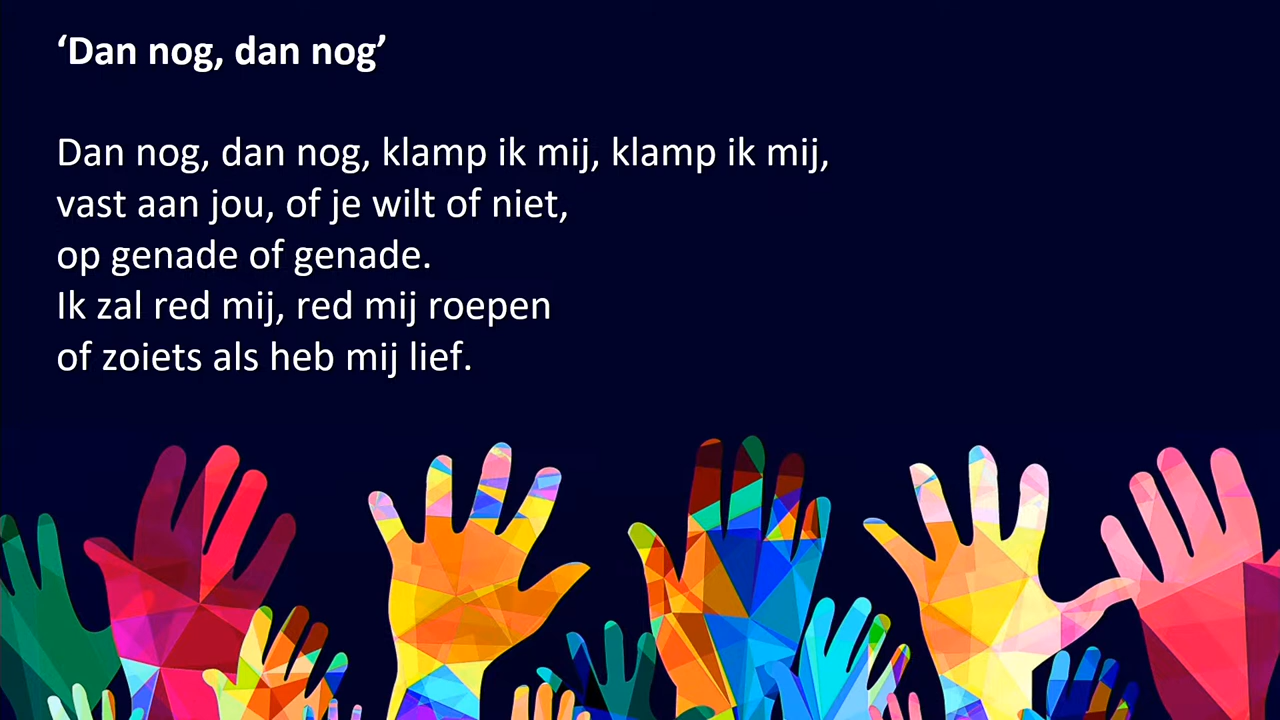 ‘Dan nog, dan nog’
Dan nog, dan nog, klamp ik mij, klamp ik mij,
vast aan jou, of je wilt of niet,
op genade of genade.
Ik zal red mij, red mij roepen
of zoiets als heb mij lief.